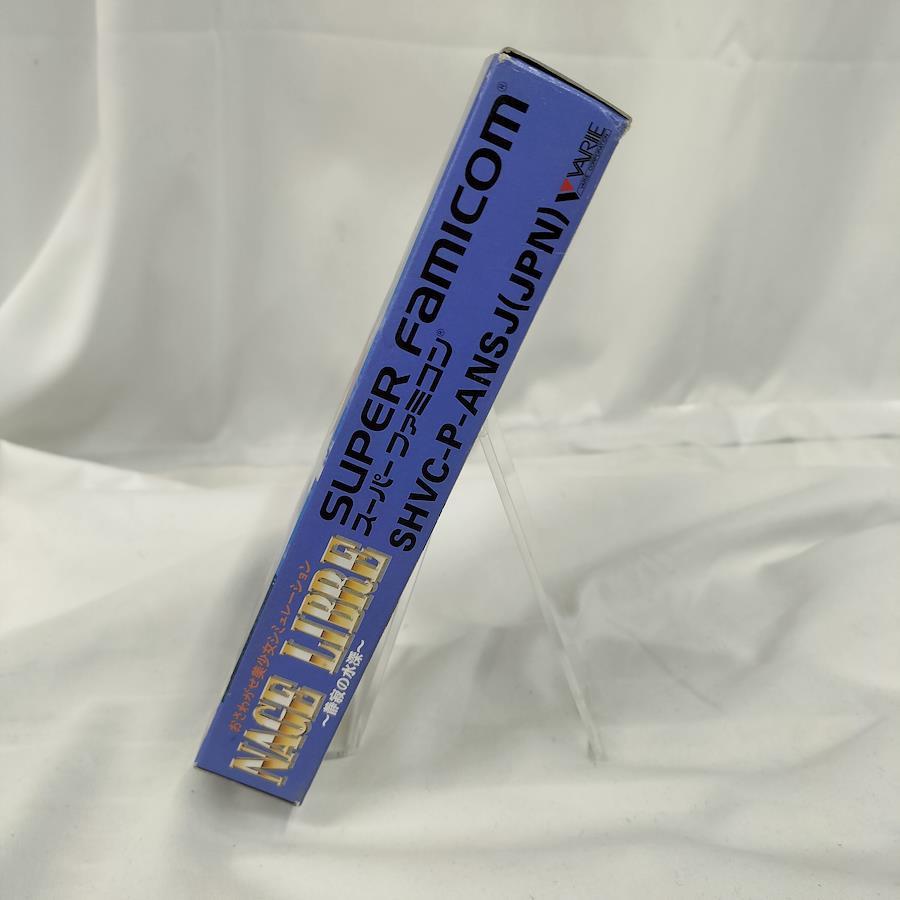 おさわがせ美少女シミュレーション
NAGE LIBRE
～静寂の水深～
SUPER FAMICOM®
スーパーファミコン®
SHVC-P-ANSJ(JPN)
VARIE
VARIE CORPORATION